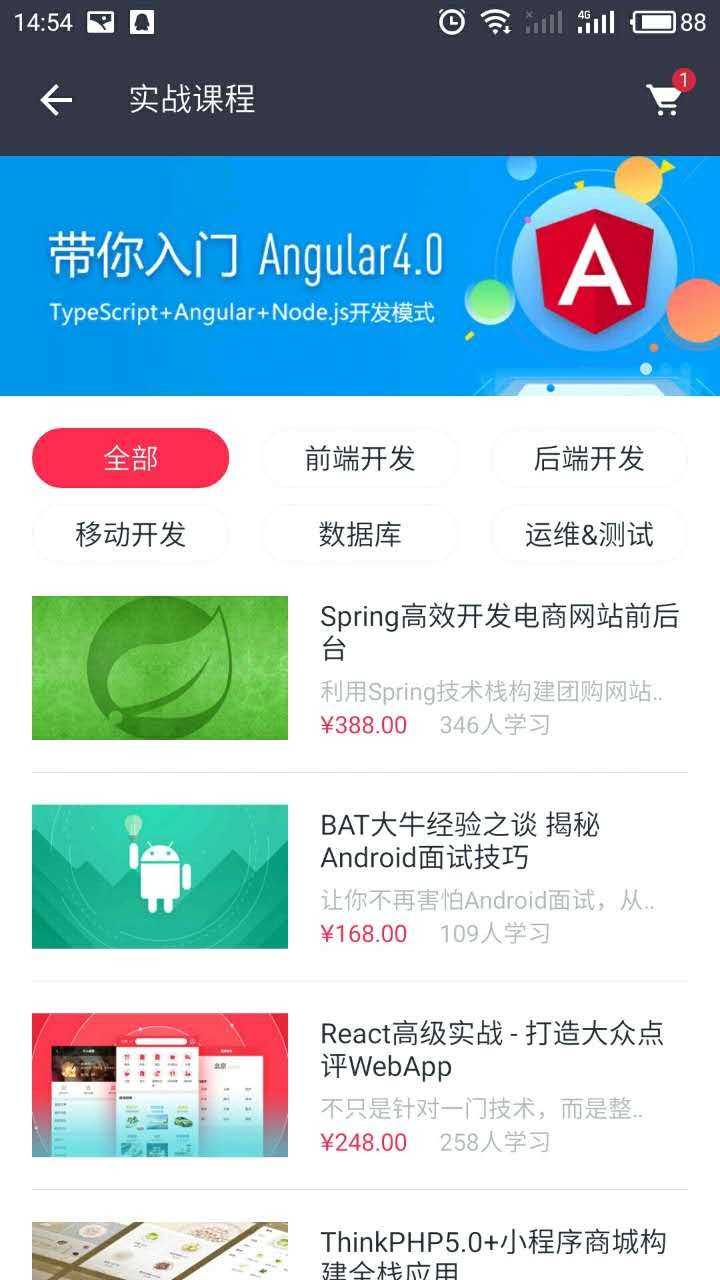 14:54
4G
88
实战课程
1
带你入门 Angular4.0
TypeScript+Angular+Node.js开发模式
全部
前端开发
后端开发
移动开发
数据库
运维&测试
Spring高效开发电商网站前后
台
利用Spring技术栈构建团购网站..
¥388.00 346人学习
BAT大牛经验之谈 揭秘
Android面试技巧
让你不再害怕Android面试，从..
¥168.00 109人学习
React高级实战 - 打造大众点
评WebApp
不只是针对一门技术，而是整..
¥248.00 258人学习
ThinkPHP5.0+小程序商城构
建全栈应用